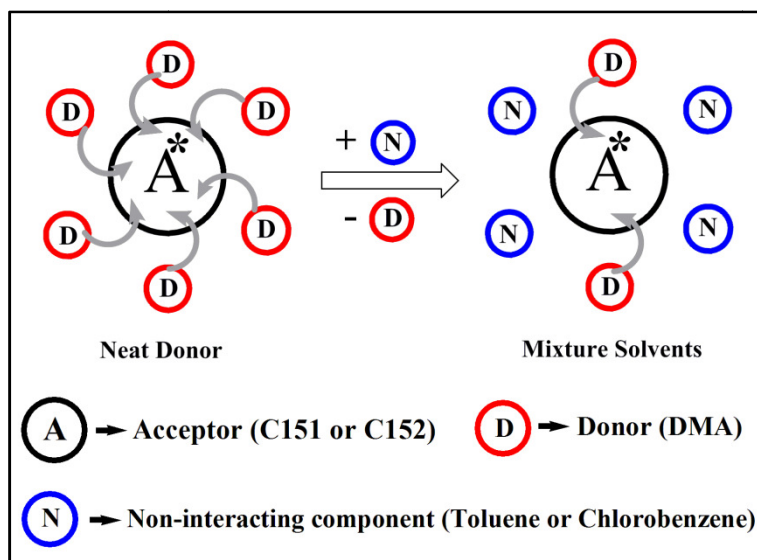 D
D
D
D
D
D
A*
+ N
- D
D
N
N
A*
N
N
D
Neat Donor
Mixture Solvents
A Acceptor (C151 or C152)
D Donor (DMA)
N Non-interacting component (Toluene or Chlorobenzene)